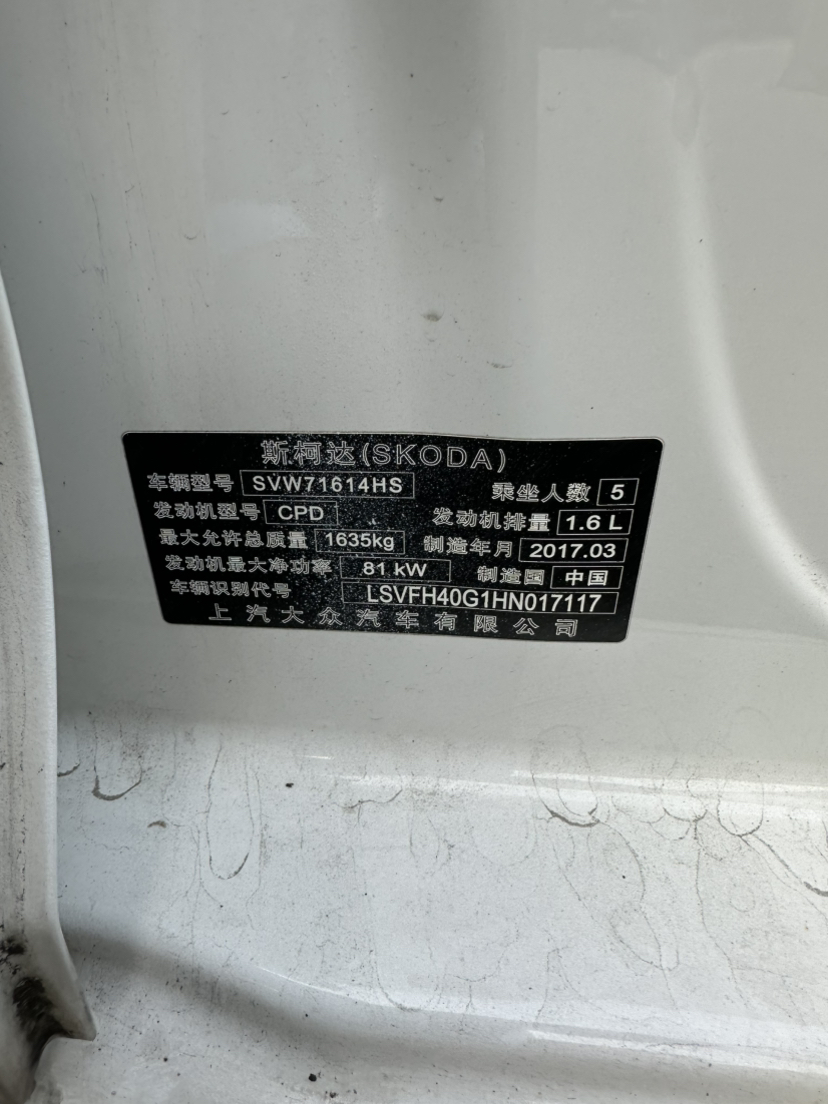 斯柯达(SKODA)
车辆型号 SVW71614HS 乘坐人数 5
发动机型号 CPD 发动机排量 1.6 L
最大允许总质量 1635kg 制造年月 2017.03
发动机最大净功率 81 kW 制造国 中国
车辆识别代号 LSVFH40G1HN017117
上汽大众汽车有限公司